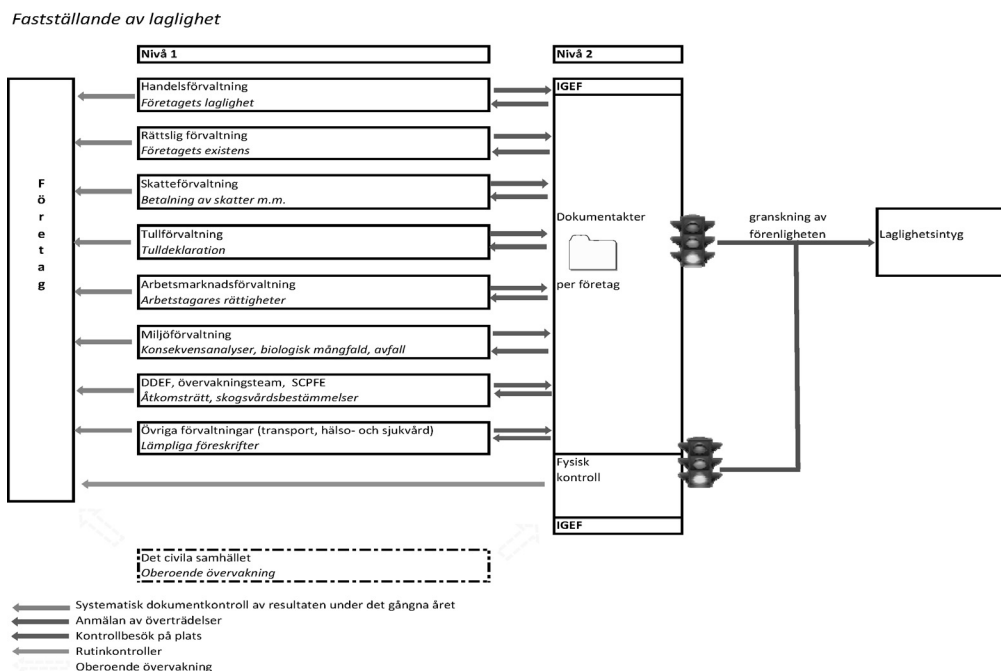 Fastställande av laglighet
Nivå 1
Nivå 2
Företag
Handelsförvaltning
Företagets laglighet
Rättslig förvaltning
Företagets existens
Skatteförvaltning
Betalning av skatter m.m.
Tullförvaltning
Tulldeklaration
Arbetsmarknadsförvaltning
Arbetstagares rättigheter
Miljöförvaltning
Konsekvensanalyser, biologisk mångfald, avfall
DDEF, övervakningsteam, SCPFE
Åtkomsträtt, skogsvårdsbestämmelser
Övriga förvaltningar (transport, hälso- och sjukvård)
Lämpliga föreskrifter
IGEF
Dokumentakter
per företag
Fysisk
kontroll
IGEF
granskning av
förenligheten
Laglighetsintyg
Det civila samhället
Oberoende övervakning
Systematisk dokumentkontroll av resultaten under det gångna året
Anmälan av överträdelser
Kontrollbesök på plats
Rutinkontroller
Oberoende övervakning